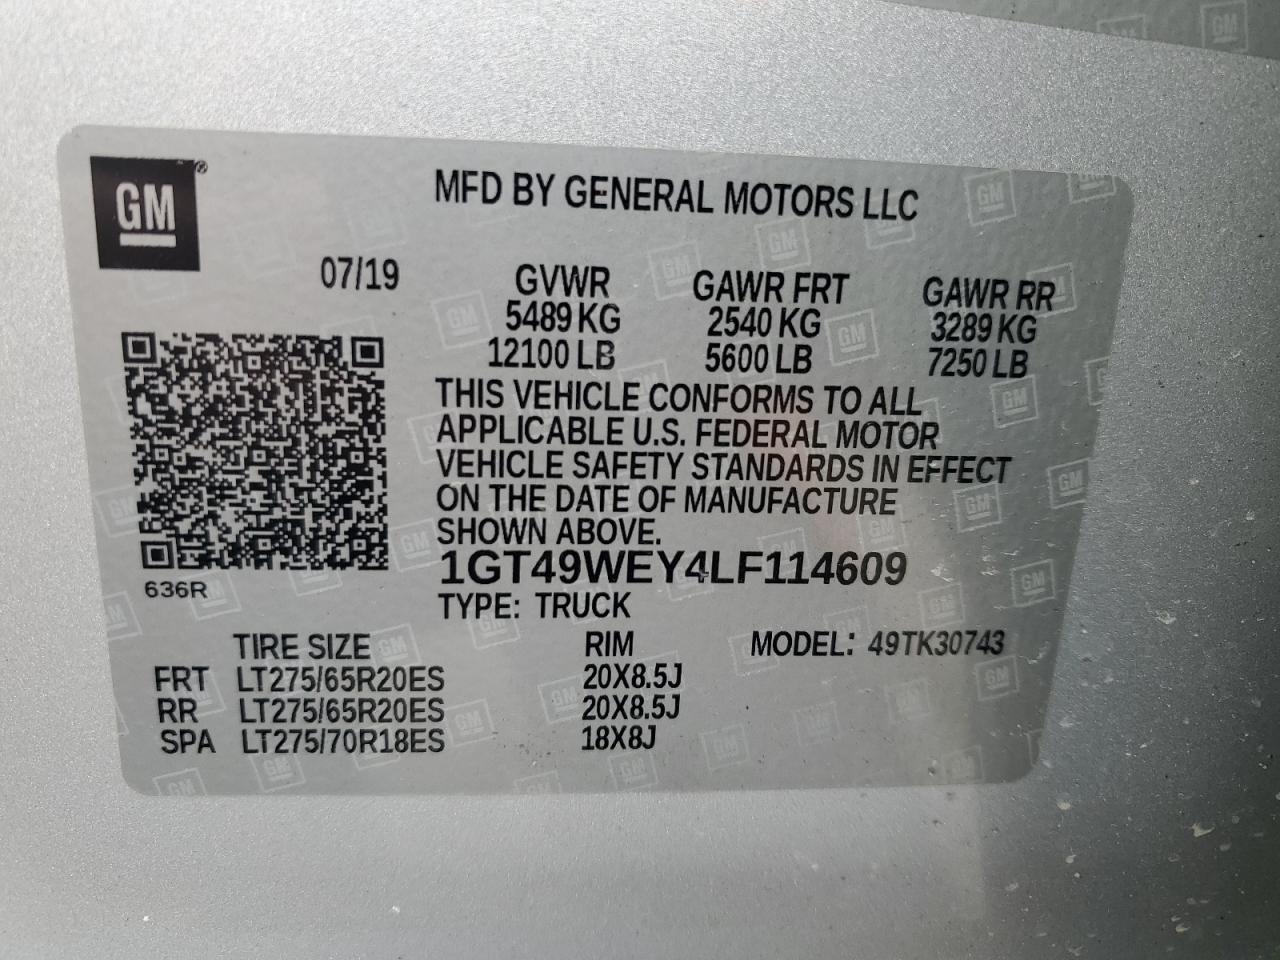 GM®
MFD BY GENERAL MOTORS LLC
07/19
GVWR GAWR FRT GAWR RR
5489 KG 2540 KG 3289 KG
12100 LB 5600 LB 7250 LB
THIS VEHICLE CONFORMS TO ALL
APPLICABLE U.S. FEDERAL MOTOR
VEHICLE SAFETY STANDARDS IN EFFECT
ON THE DATE OF MANUFACTURE
SHOWN ABOVE.
1GT49WEY4LF114609
636R
TYPE: TRUCK
TIRE SIZE RIM MODEL: 49TK30743
FRT LT275/65R20ES 20X8.5J
RR LT275/65R20ES 20X8.5J
SPA LT275/70R18ES 18X8J